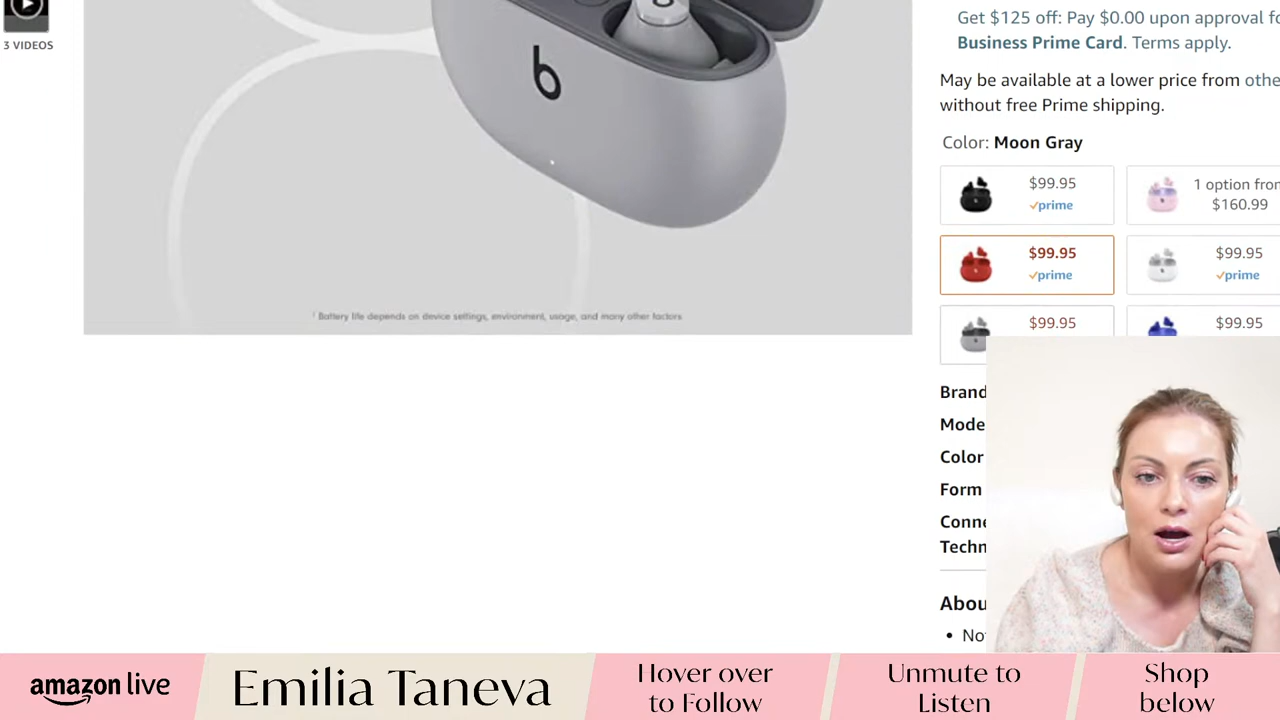 3 VIDEOS
b
¹ Battery life depends on device settings, environment, usage, and many other factors
Get $125 off: Pay $0.00 upon approval fo
Business Prime Card. Terms apply.
May be available at a lower price from othe
without free Prime shipping.
Color: Moon Gray
$99.95
prime
1 option from
$160.99
$99.95
prime
$99.95
prime
$99.95
$99.95
Brand
Mode
Color
Form
Conne
Techn
Abou
• No
amazon live
Emilia Taneva
Hover over
to Follow
Unmute to
Listen
Shop
below